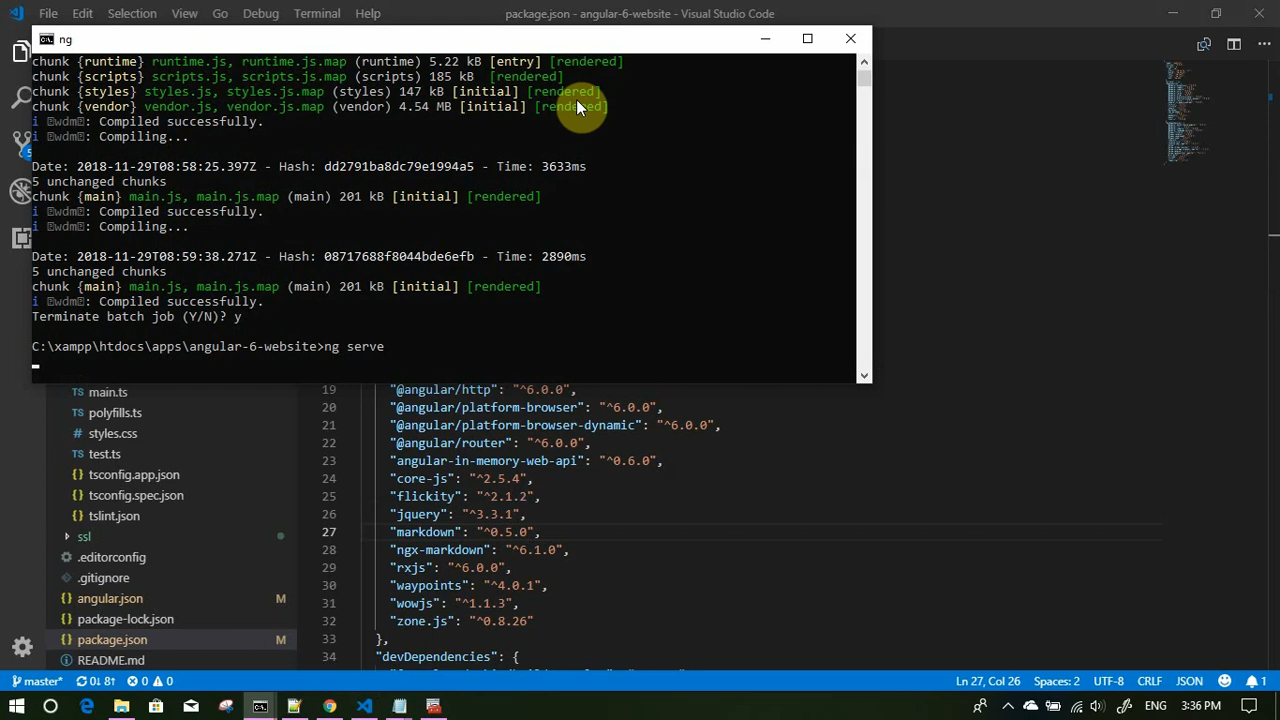 File Edit Selection View Go Debug Terminal Help
package.json - angular-6-website - Visual Studio Code
ng
chunk {runtime} runtime.js, runtime.js.map (runtime) 5.22 kB [entry] [rendered]
chunk {scripts} scripts.js, scripts.js.map (scripts) 185 kB [rendered]
chunk {styles} styles.js, styles.js.map (styles) 147 kB [initial] [rendered]
chunk {vendor} vendor.js, vendor.js.map (vendor) 4.54 MB [initial] [rendered]
i wdm: Compiled successfully.
i wdm: Compiling...
Date: 2018-11-29T08:58:25.397Z - Hash: dd2791ba8dc79e1994a5 - Time: 3633ms
5 unchanged chunks
chunk {main} main.js, main.js.map (main) 201 kB [initial] [rendered]
i wdm: Compiled successfully.
i wdm: Compiling...
Date: 2018-11-29T08:59:38.271Z - Hash: 08717688f8044bde6efb - Time: 2890ms
5 unchanged chunks
chunk {main} main.js, main.js.map (main) 201 kB [initial] [rendered]
i wdm: Compiled successfully.
Terminate batch job (Y/N)? y
C:\xampp\htdocs\apps\angular-6-website>ng serve
main.ts
polyfills.ts
styles.css
test.ts
tsconfig.app.json
tsconfig.spec.json
tslint.json
ssl
.editorconfig
.gitignore
angular.json M
package-lock.json
package.json M
README.md
19 "@angular/http": "^6.0.0",
20 "@angular/platform-browser": "^6.0.0",
21 "@angular/platform-browser-dynamic": "^6.0.0",
22 "@angular/router": "^6.0.0",
23 "angular-in-memory-web-api": "^0.6.0",
24 "core-js": "^2.5.4",
25 "flickity": "^2.1.2",
26 "jquery": "^3.3.1",
27 "markdown": "^0.5.0",
28 "ngx-markdown": "^6.1.0",
29 "rxjs": "^6.0.0",
30 "waypoints": "^4.0.1",
31 "wowjs": "^1.1.3",
32 "zone.js": "^0.8.26"
33 },
34 "devDependencies": {
master* 0↓ 8↑ 0 0
Ln 27, Col 26 Spaces: 2 UTF-8 CRLF JSON 1
3:36 PM